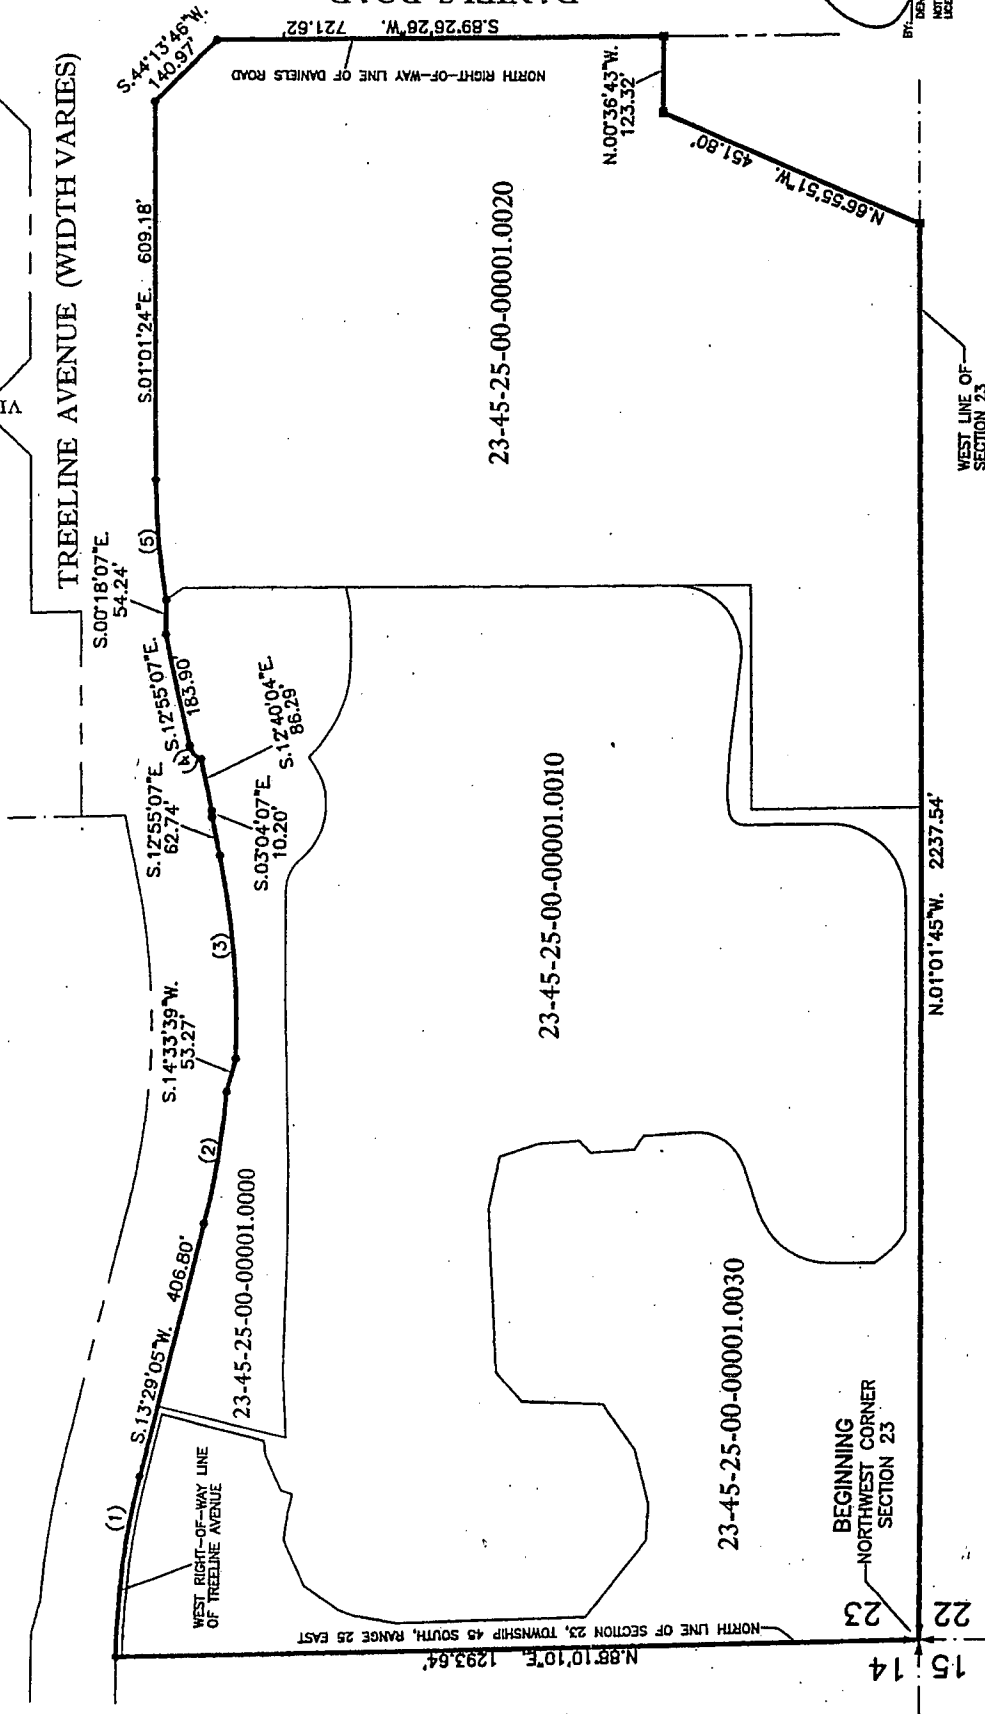 TREELINE AVENUE (WIDTH VARIES)
S.44°13'46"W.
140.97'
S.89°26'26"W. 721.62'
NORTH RIGHT-OF-WAY LINE OF DANIELS ROAD
N.00°36'43"W.
123.32'
N.66°55'51"W.
451.80'
S.01°01'24"E. 609.18'
23-45-25-00-00001.0020
(5)
S.00°18'07"E.
54.24'
S.12°55'07"E.
183.90'
(4)
S.12°40'04"E.
86.29'
S.12°55'07"E.
62.74'
S.03°04'07"E.
10.20'
(3)
S.14°33'39"W.
53.27'
(2)
23-45-25-00-00001.0000
23-45-25-00-00001.0010
S.13°29'05"W. 406.80'
(1)
WEST RIGHT-OF-WAY LINE
OF TREELINE AVENUE
23-45-25-00-00001.0030
NORTH LINE OF SECTION 23, TOWNSHIP 45 SOUTH, RANGE 25 EAST
N.88°10'10"E. 1293.64'
BEGINNING
NORTHWEST CORNER
SECTION 23
N.01°01'45"W. 2237.54'
WEST LINE OF
SECTION 23
14
23
15
22
BY: